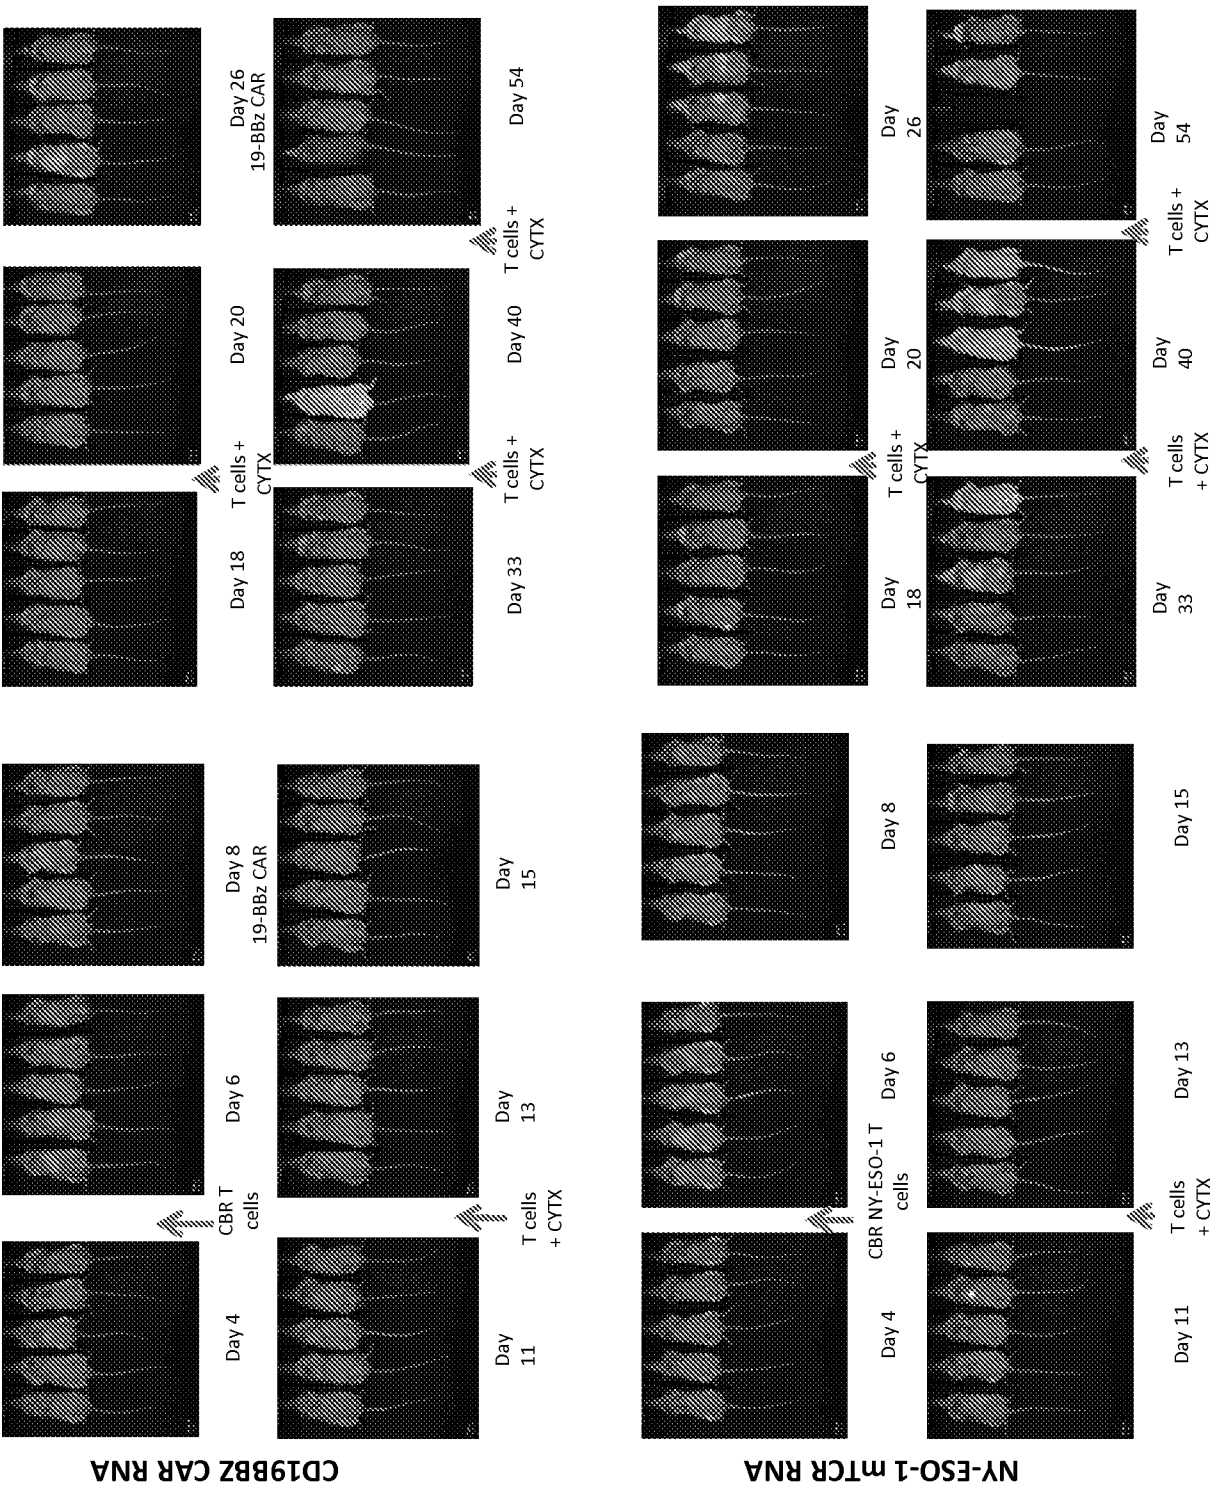 CD19BBZ CAR RNA
Day 4
CBR T
cells
Day 6
Day 8
19-BBz CAR
Day 18
T cells +
CYTX
Day 20
Day 26
19-BBz CAR
Day
11
T cells
+ CYTX
Day
13
Day
15
Day 33
T cells +
CYTX
Day 40
T cells +
CYTX
Day 54
NY-ESO-1 mTCR RNA
Day 4
CBR NY-ESO-1 T
cells
Day 6
Day 8
Day
18
T cells +
CYTX
Day
20
Day
26
Day 11
T cells
+ CYTX
Day 13
Day 15
Day
33
T cells
+ CYTX
Day
40
T cells +
CYTX
Day
54